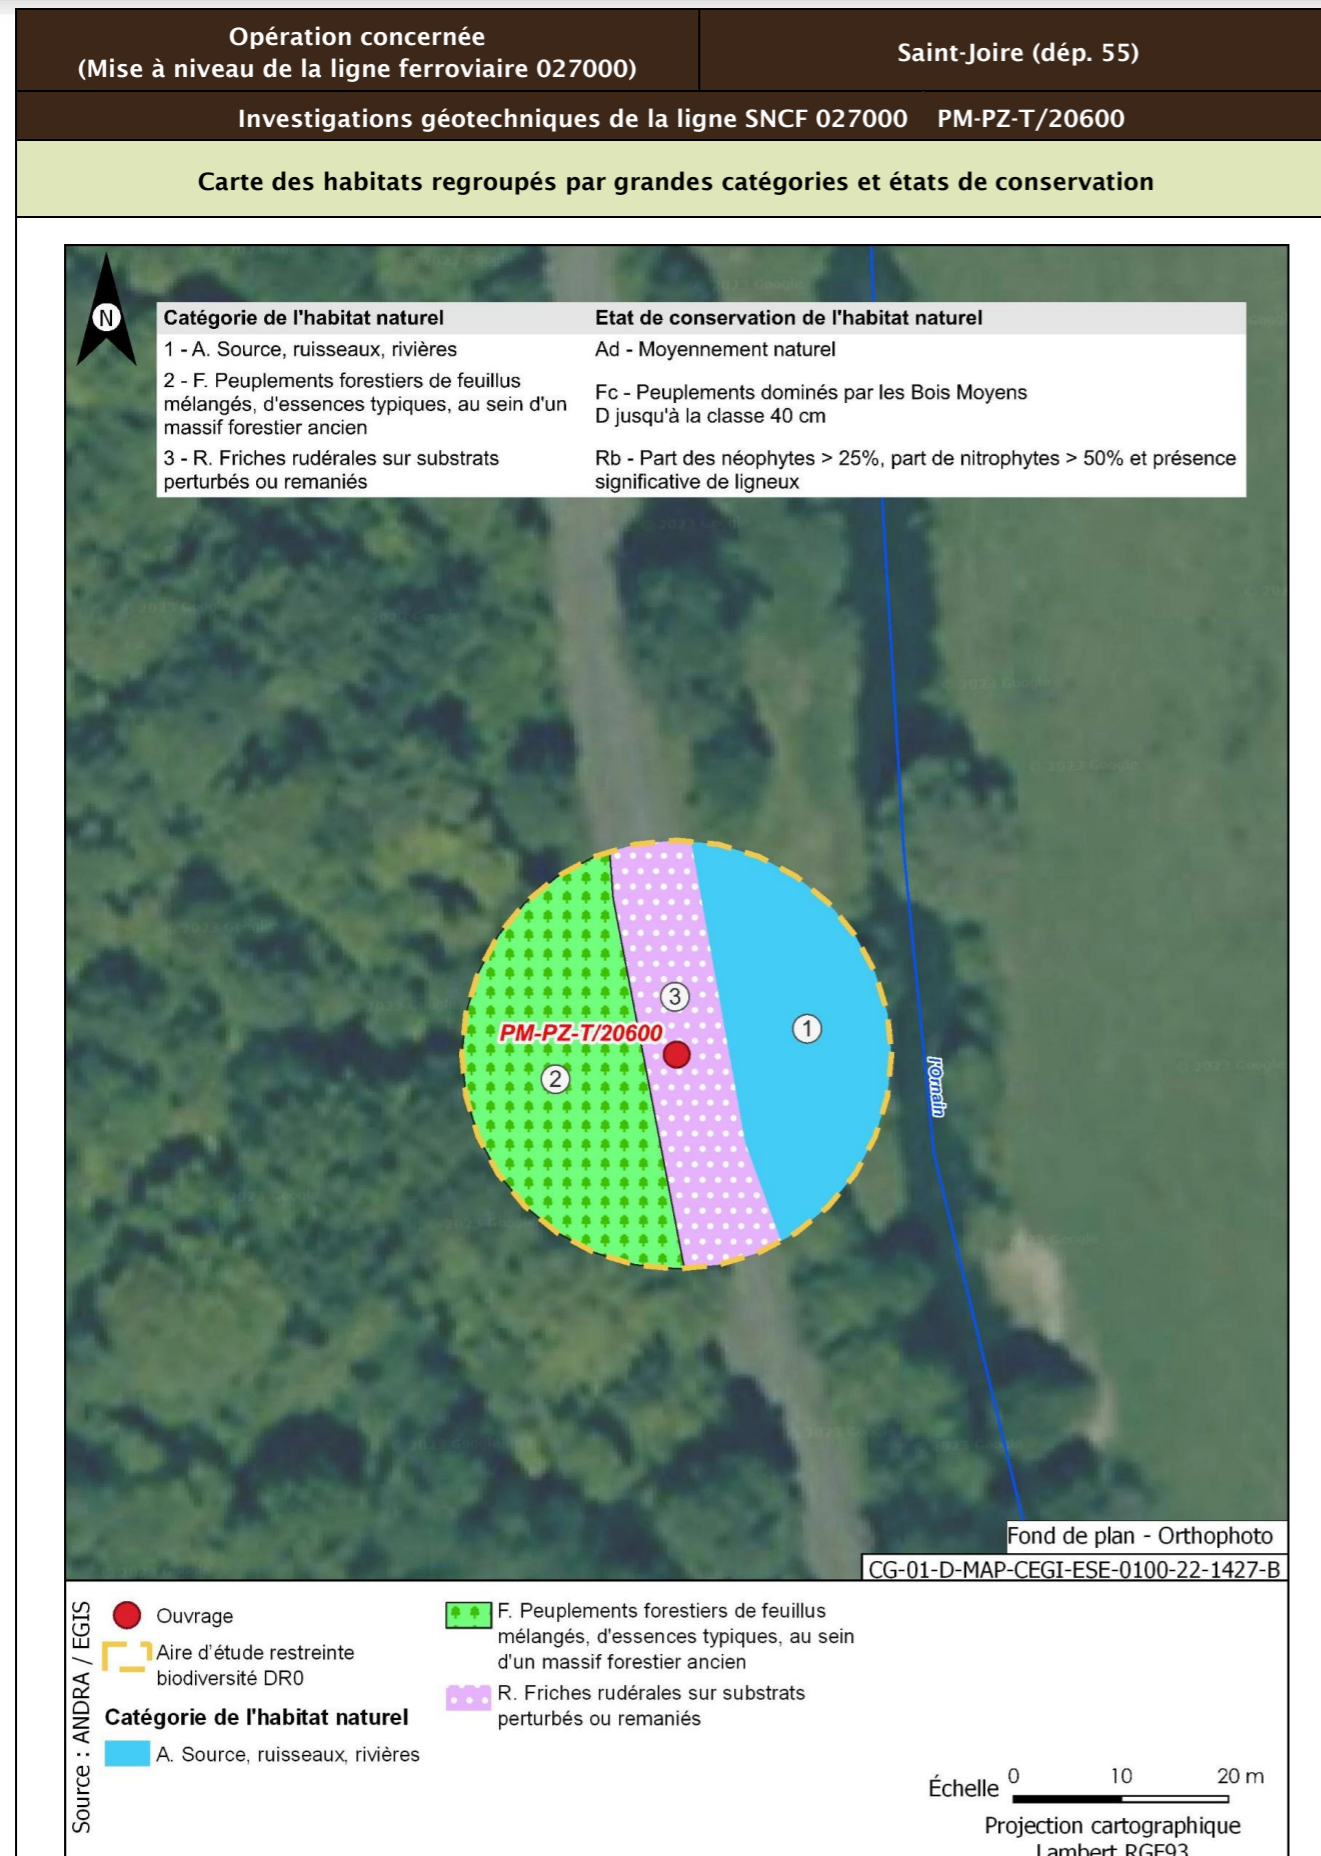 Opération concernée
(Mise à niveau de la ligne ferroviaire 027000)
Saint-Joire (dép. 55)
Investigations géotechniques de la ligne SNCF 027000 PM-PZ-T/20600
Carte des habitats regroupés par grandes catégories et états de conservation
N
Catégorie de l'habitat naturel
Etat de conservation de l'habitat naturel
1 - A. Source, ruisseaux, rivières
Ad - Moyennement naturel
2 - F. Peuplements forestiers de feuillus
mélangés, d'essences typiques, au sein d'un
massif forestier ancien
Fc - Peuplements dominés par les Bois Moyens
D jusqu'à la classe 40 cm
3 - R. Friches rudérales sur substrats
perturbés ou remaniés
Rb - Part des néophytes > 25%, part de nitrophytes > 50% et présence
significative de ligneux
3
1
PM-PZ-T/20600
2
l'Ornain
Fond de plan - Orthophoto
CG-01-D-MAP-CEGI-ESE-0100-22-1427-B
Source : ANDRA / EGIS
Ouvrage
Aire d'étude restreinte
biodiversité DR0
Catégorie de l'habitat naturel
A. Source, ruisseaux, rivières
F. Peuplements forestiers de feuillus
mélangés, d'essences typiques, au sein
d'un massif forestier ancien
R. Friches rudérales sur substrats
perturbés ou remaniés
Échelle 0 10 20 m
Projection cartographique
Lambert RGF93